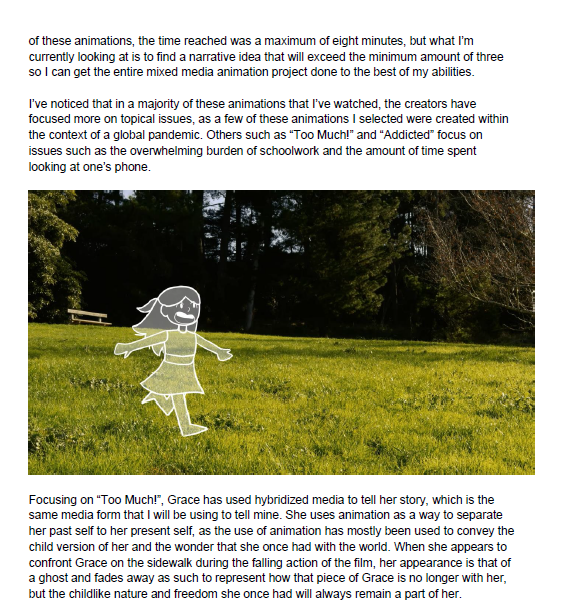 of these animations, the time reached was a maximum of eight minutes, but what I'm
currently looking at is to find a narrative idea that will exceed the minimum amount of three
so I can get the entire mixed media animation project done to the best of my abilities.
I've noticed that in a majority of these animations that I've watched, the creators have
focused more on topical issues, as a few of these animations I selected were created within
the context of a global pandemic. Others such as “Too Much!” and “Addicted” focus on
issues such as the overwhelming burden of schoolwork and the amount of time spent
looking at one's phone.
Focusing on “Too Much!”, Grace has used hybridized media to tell her story, which is the
same media form that I will be using to tell mine. She uses animation as a way to separate
her past self to her present self, as the use of animation has mostly been used to convey the
child version of her and the wonder that she once had with the world. When she appears to
confront Grace on the sidewalk during the falling action of the film, her appearance is that of
a ghost and fades away as such to represent how that piece of Grace is no longer with her,
but the childlike nature and freedom she once had will always remain a part of her.